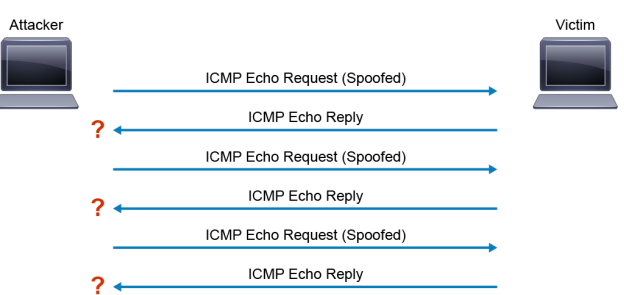 Attacker
Victim
ICMP Echo Request (Spoofed)
ICMP Echo Reply
?
ICMP Echo Request (Spoofed)
ICMP Echo Reply
?
ICMP Echo Request (Spoofed)
ICMP Echo Reply
?